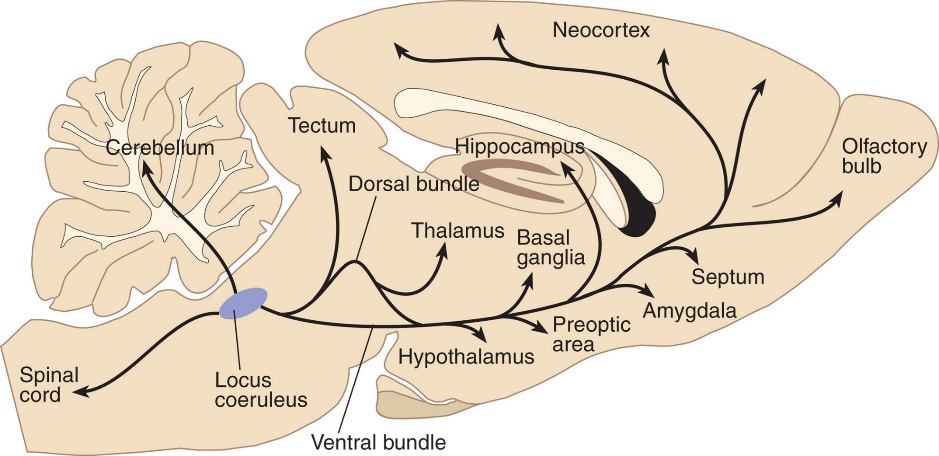 Neocortex
Tectum
Cerebellum
Hippocampus
Olfactory
bulb
Dorsal bundle
Thalamus
Basal
ganglia
Septum
Amygdala
Preoptic
area
Hypothalamus
Spinal
cord
Locus
coeruleus
Ventral bundle